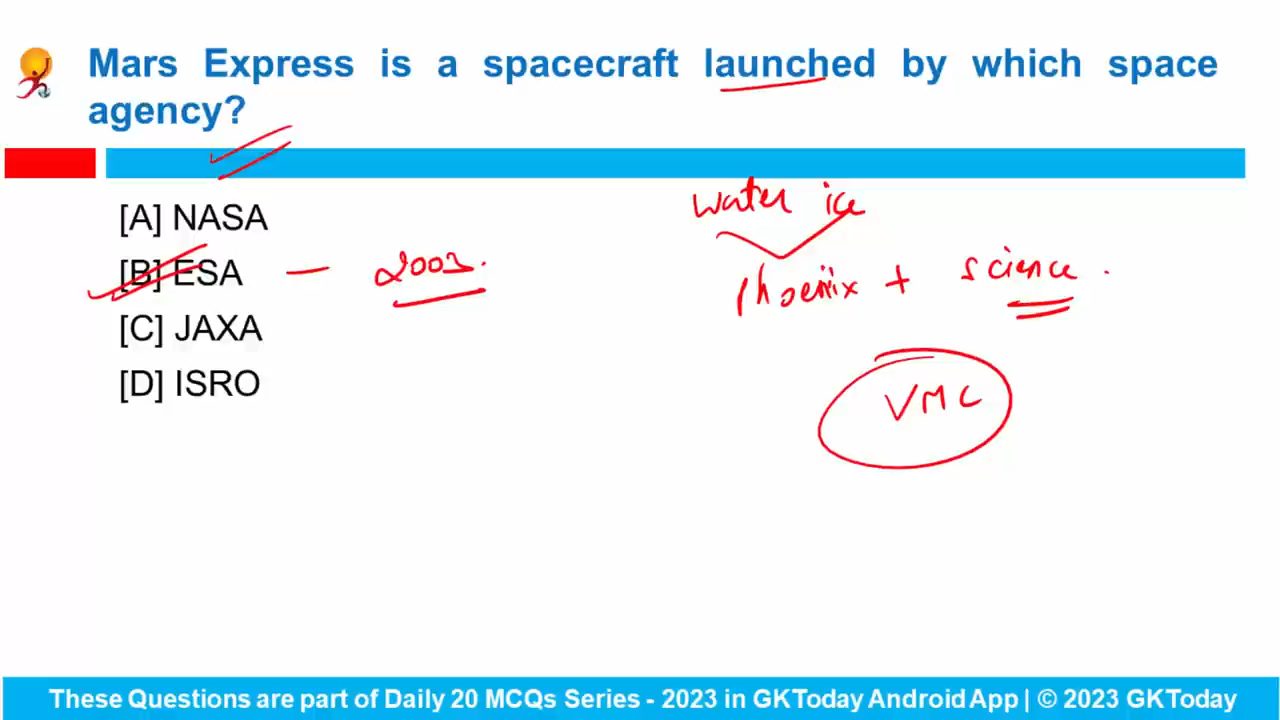 Mars Express is a spacecraft launched by which space
agency?
water ice
[A] NASA
[B] ESA – 2003.
phoenix + science .
[C] JAXA
[D] ISRO
VMC
These Questions are part of Daily 20 MCQs Series - 2023 in GKToday Android App | © 2023 GKToday